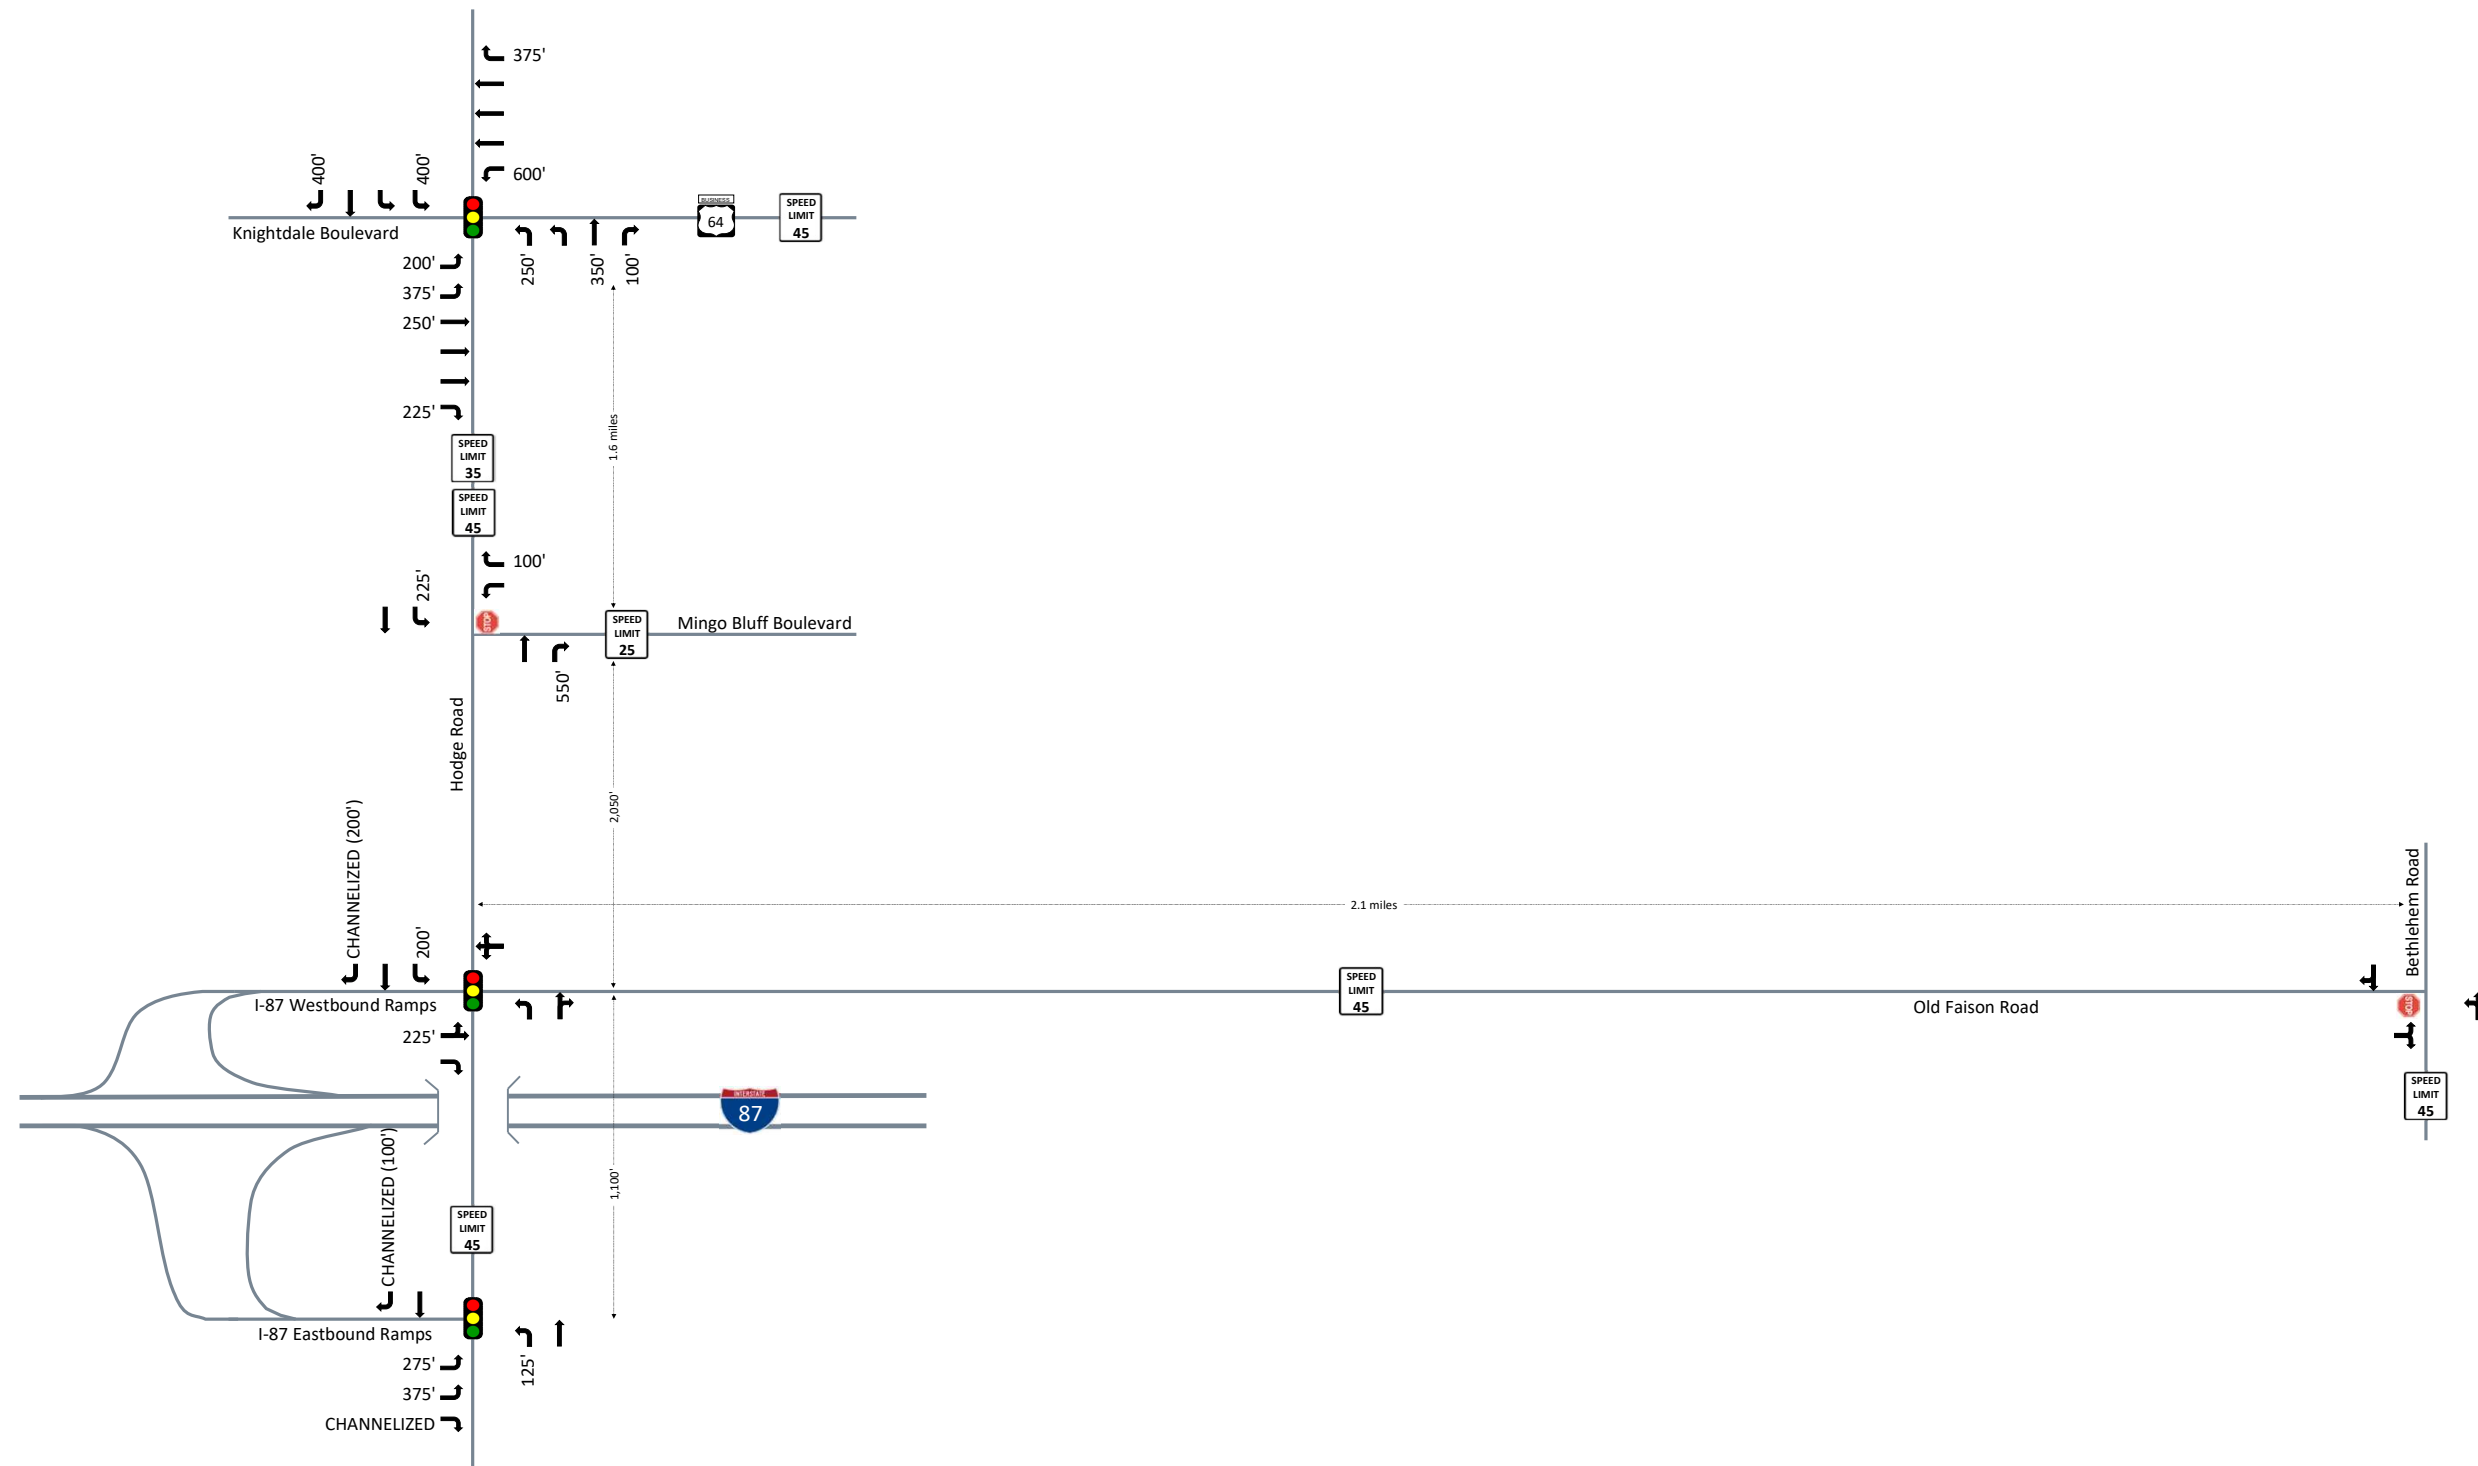 375'
400'
400'
600'
BUSINESS
64
SPEED
LIMIT
45
Knightdale Boulevard
200'
250'
350'
100'
375'
250'
225'
1.6 miles
SPEED
LIMIT
35
SPEED
LIMIT
45
100'
225'
STOP
SPEED
LIMIT
25
Mingo Bluff Boulevard
550'
Hodge Road
2,050'
CHANNELIZED (200')
200'
2.1 miles
Bethlehem Road
I-87 Westbound Ramps
SPEED
LIMIT
45
Old Faison Road
STOP
225'
INTERSTATE
87
SPEED
LIMIT
45
CHANNELIZED (100')
1,100'
SPEED
LIMIT
45
I-87 Eastbound Ramps
275'
125'
375'
CHANNELIZED